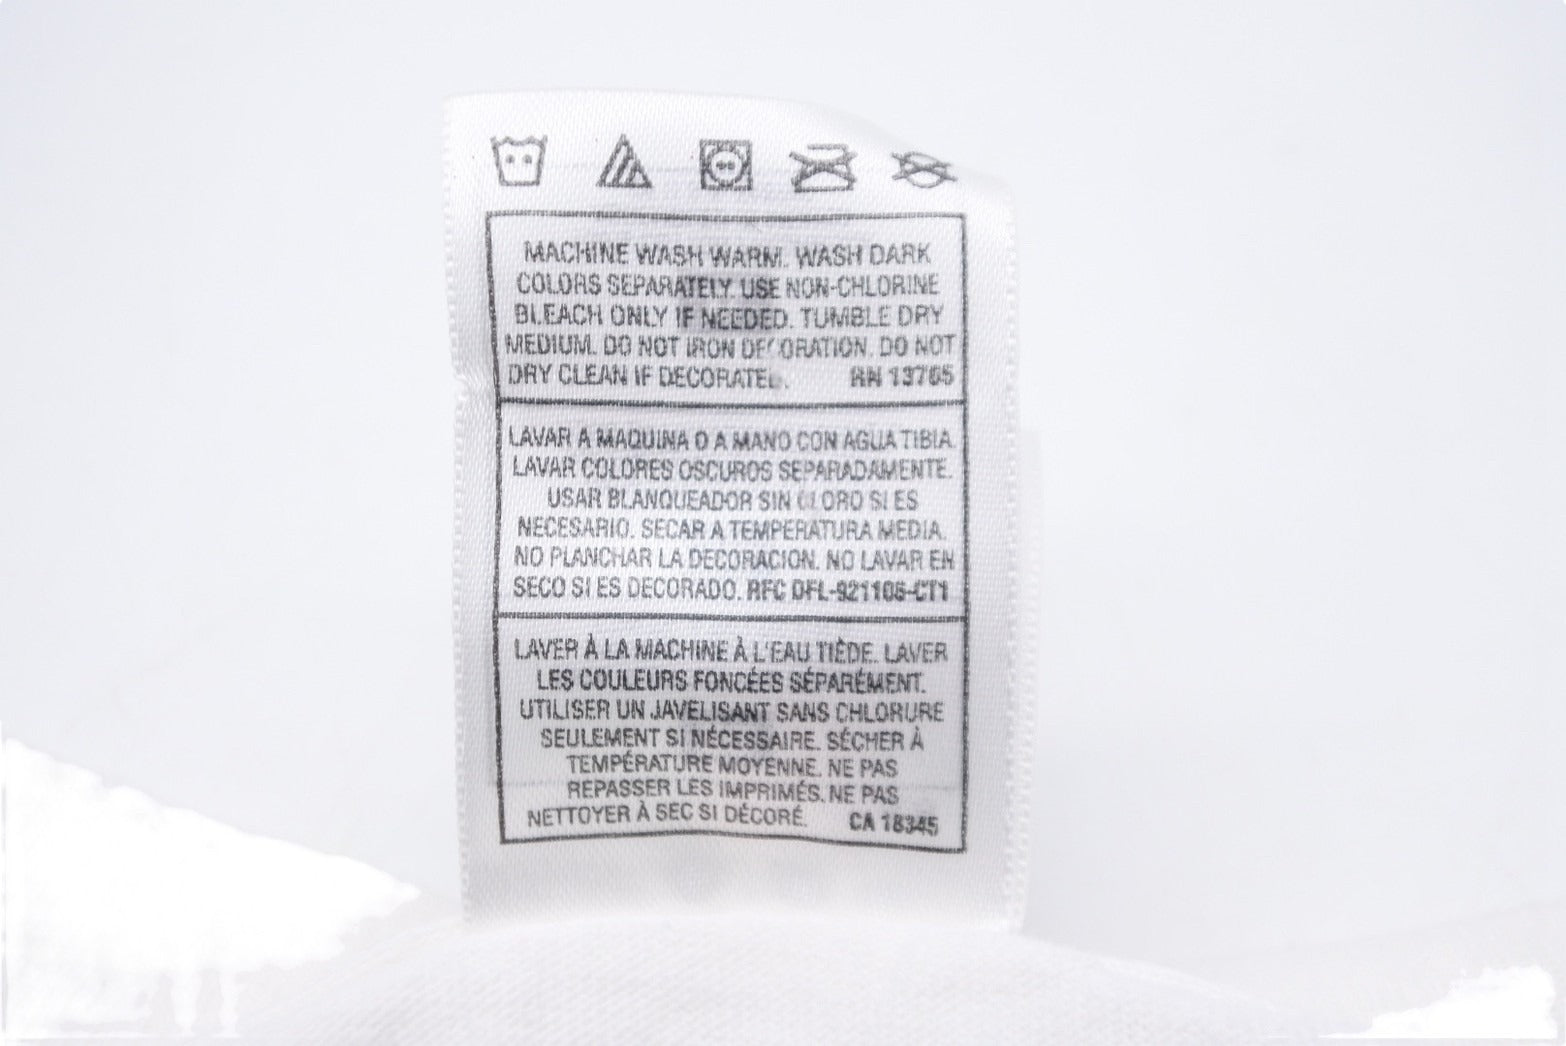 MACHINE WASH WARM. WASH DARK
COLORS SEPARATELY. USE NON-CHLORINE
BLEACH ONLY IF NEEDED. TUMBLE DRY
MEDIUM. DO NOT IRON DECORATION. DO NOT
DRY CLEAN IF DECORATED. RN 13765
LAVAR A MAQUINA O A MANO CON AGUA TIBIA.
LAVAR COLORES OSCUROS SEPARADAMENTE.
USAR BLANQUEADOR SIN CLORO SI ES
NECESARIO. SECAR A TEMPERATURA MEDIA.
NO PLANCHAR LA DECORACION. NO LAVAR EN
SECO SI ES DECORADO. RFC DFL-921106-CT1
LAVER À LA MACHINE À L'EAU TIÈDE. LAVER
LES COULEURS FONCÉES SÉPARÉMENT.
UTILISER UN JAVELISANT SANS CHLORURE
SEULEMENT SI NÉCESSAIRE. SÉCHER À
TEMPÉRATURE MOYENNE. NE PAS
REPASSER LES IMPRIMÉS. NE PAS
NETTOYER À SEC SI DÉCORÉ. CA 18345